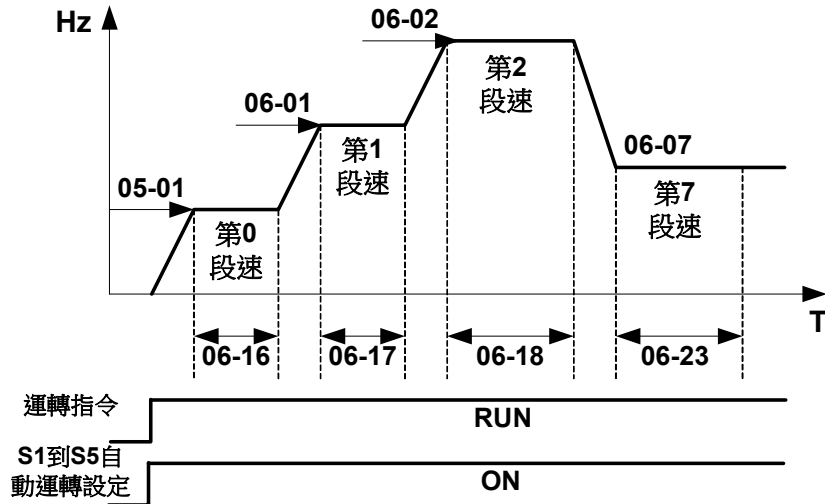 Hz
06-02
第2
段速
06-01
第1
段速
06-07
05-01
第0
段速
第7
段速
T
06-16
06-17
06-18
06-23
運轉指令
RUN
S1到S5自
動運轉設定
ON